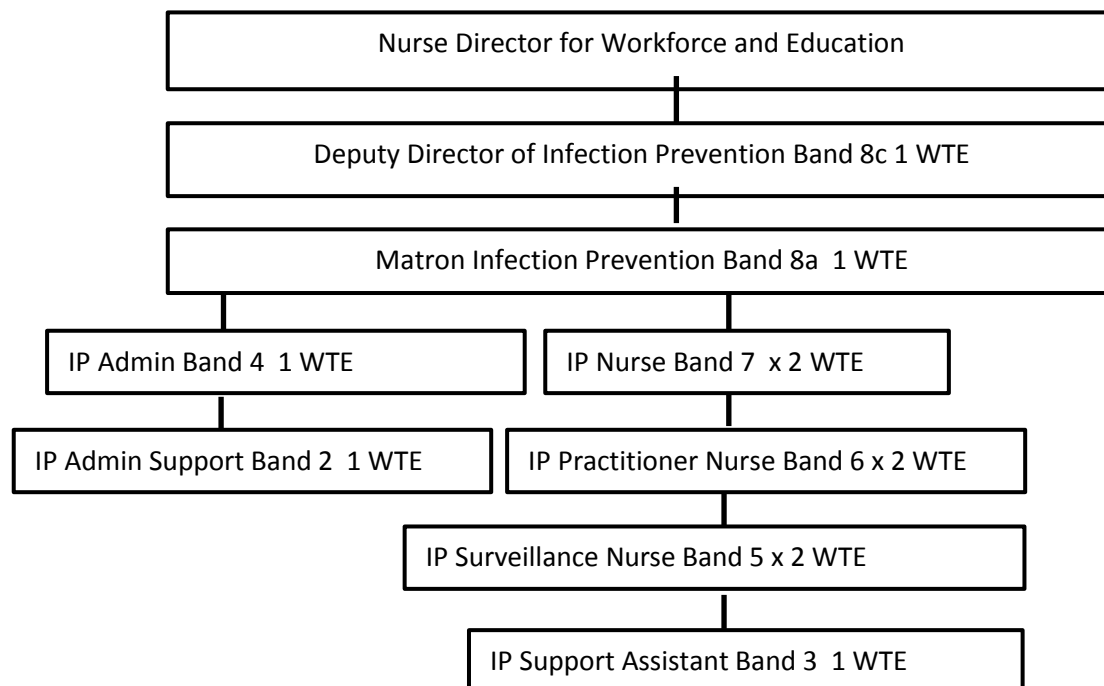 Nurse Director for Workforce and Education
Deputy Director of Infection Prevention Band 8c 1 WTE
Matron Infection Prevention Band 8a  1 WTE
IP Admin Band 4  1 WTE
IP Nurse Band 7  x 2 WTE
IP Admin Support Band 2  1 WTE
IP Practitioner Nurse Band 6 x 2 WTE
IP Surveillance Nurse Band 5 x 2 WTE
IP Support Assistant Band 3  1 WTE